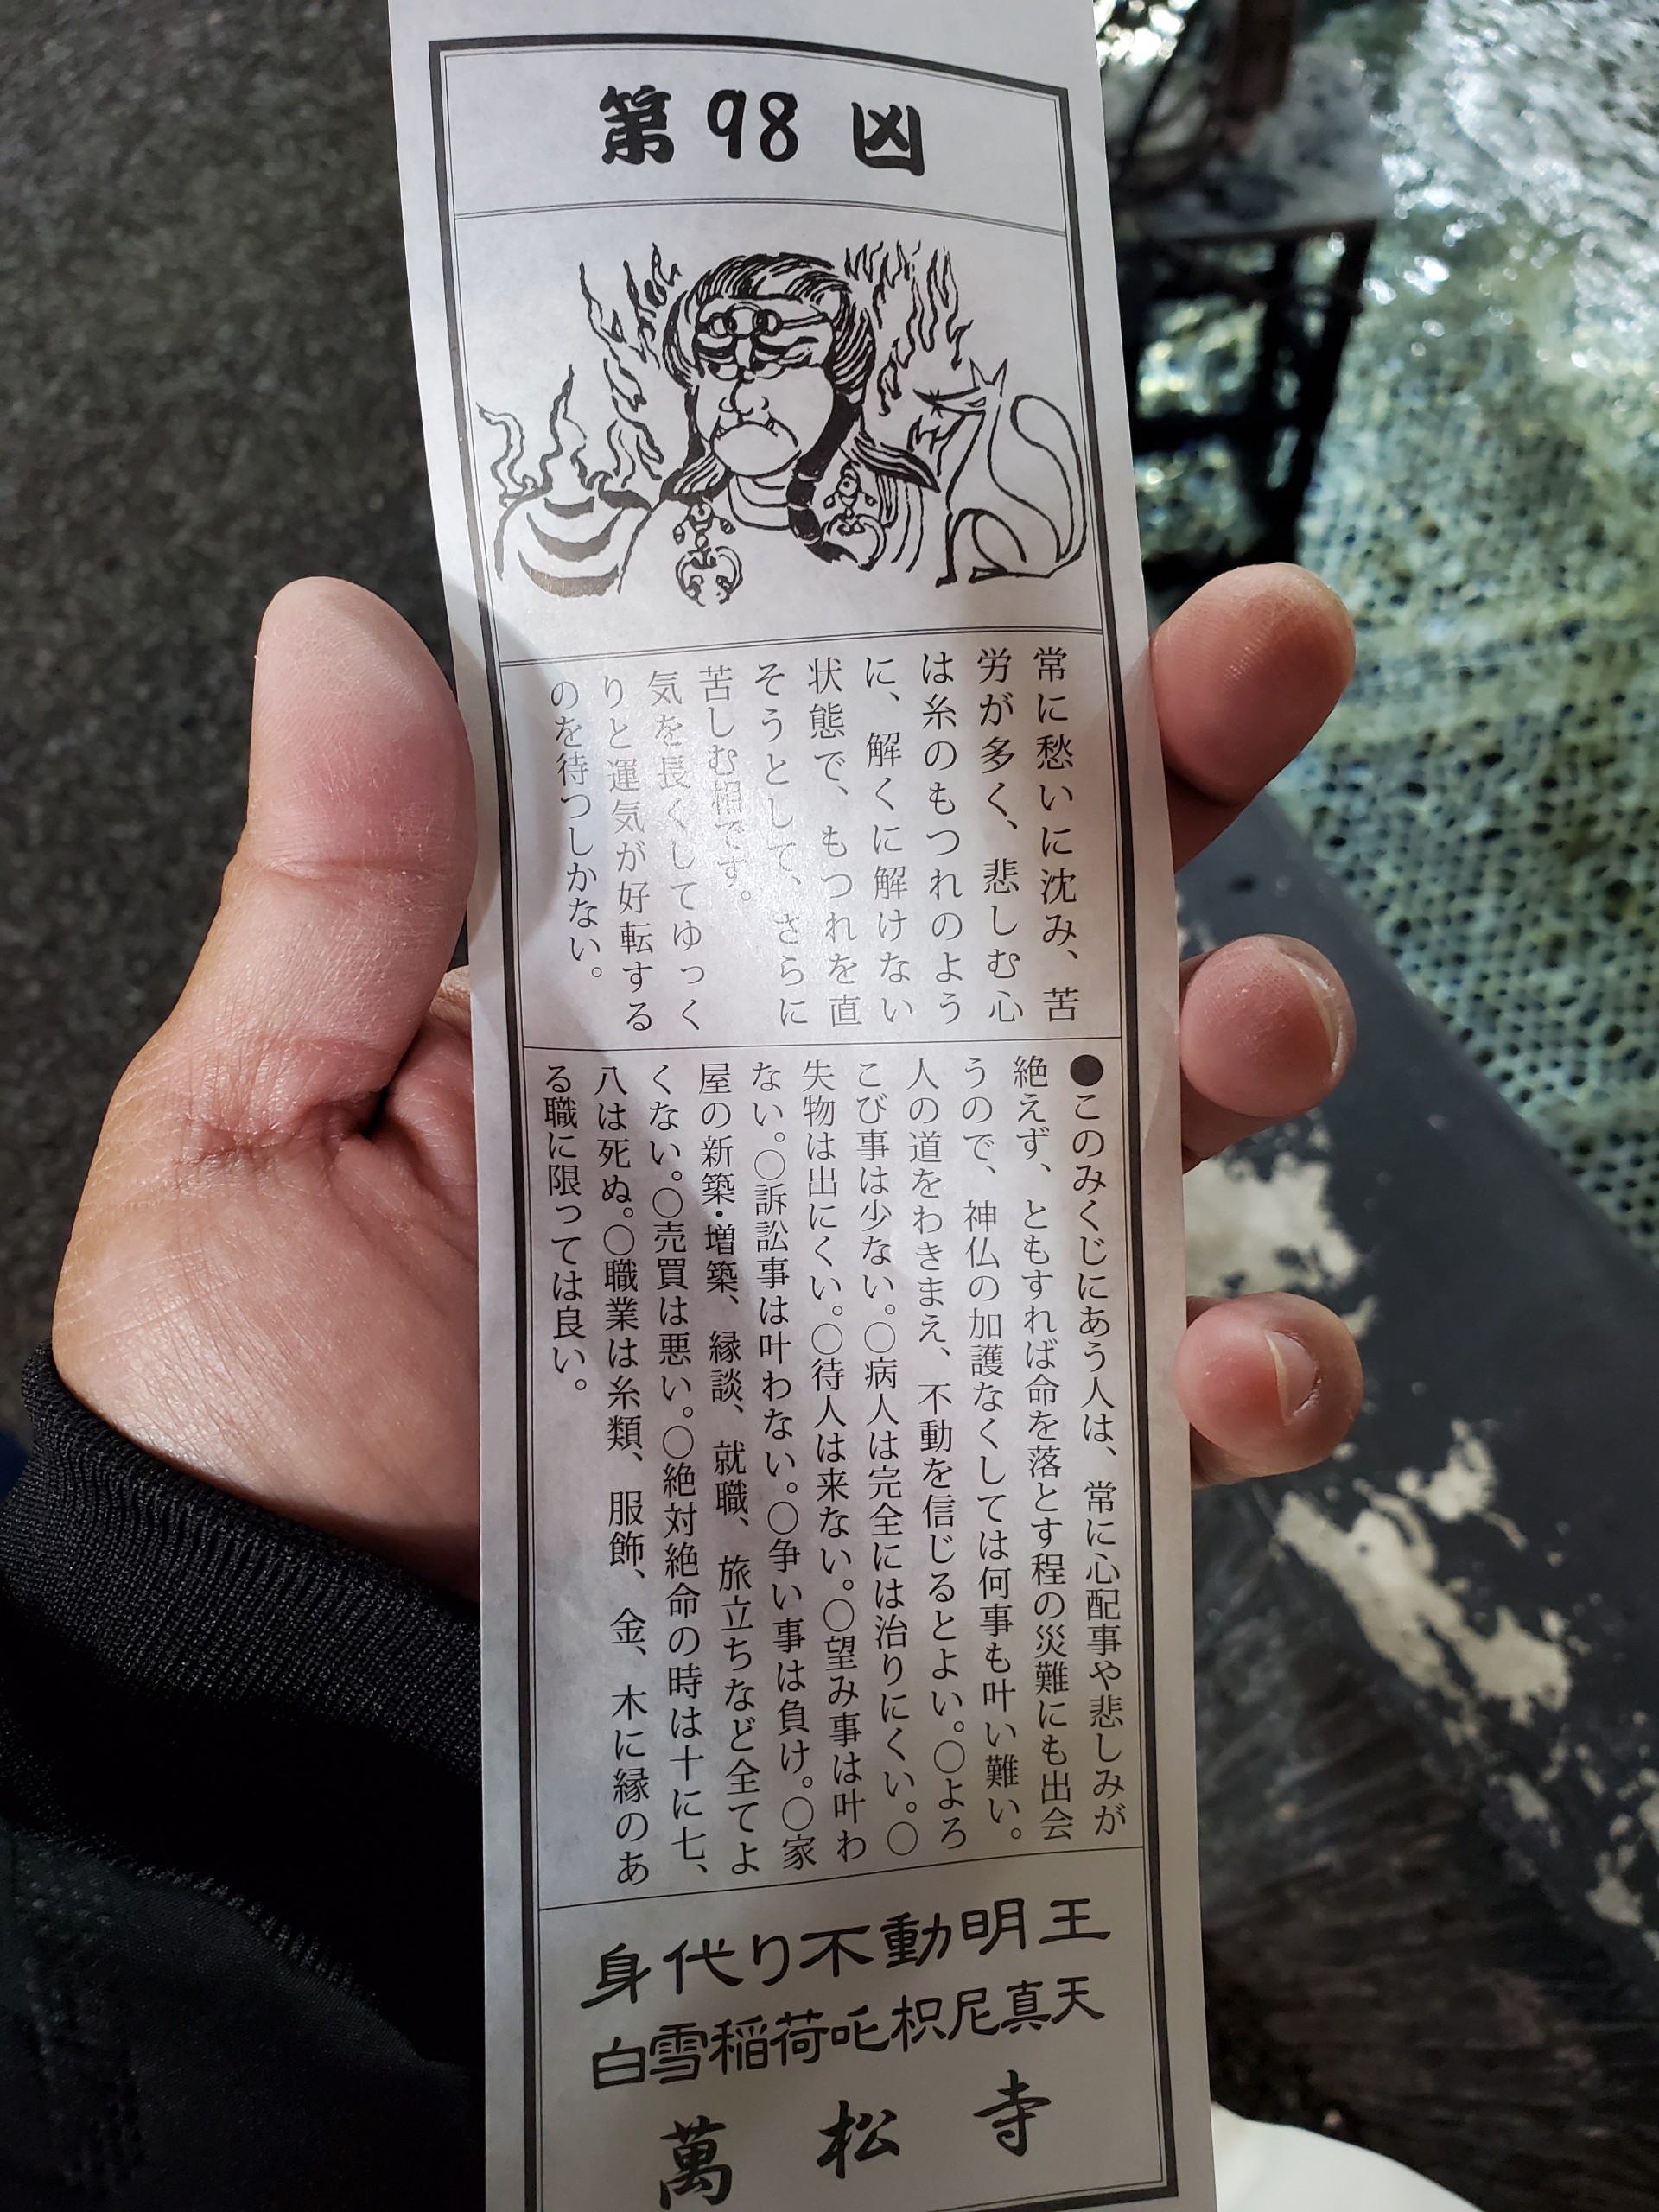 第98 凶
常に愁いに沈み、苦
労が多く、悲しむ心
は糸のもつれのよう
に、解くに解けない
状態で、もつれを直
そうとして、さらに
苦しむ相です。
気を長くしてゆっく
りと運気が好転する
のを待つしかない。
●このみくじにあう人は、常に心配事や悲しみが
絶えず、ともすれば命を落とす程の災難にも出会
うので、神仏の加護なくしては何事も叶い難い。
人の道をわきまえ、不動を信じるとよい。○よろ
こび事は少ない。○病人は完全には治りにくい。○
失物は出にくい。○待人は来ない。○望み事は叶わ
ない。○訴訟事は叶わない。○争い事は負け。○家
屋の新築・増築、縁談、就職、旅立ちなど全てよ
くない。○売買は悪い。○絶対絶命の時は十に七、
八は死ぬ。○職業は糸類、服飾、金、木に縁のあ
る職に限っては良い。
身代り不動明王
白雪稲荷吒枳尼真天
萬松寺